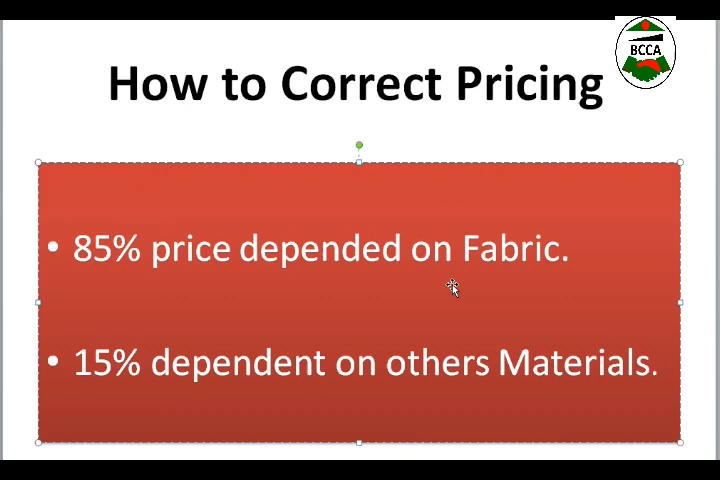 BCCA
How to Correct Pricing
• 85% price depended on Fabric.
• 15% dependent on others Materials.